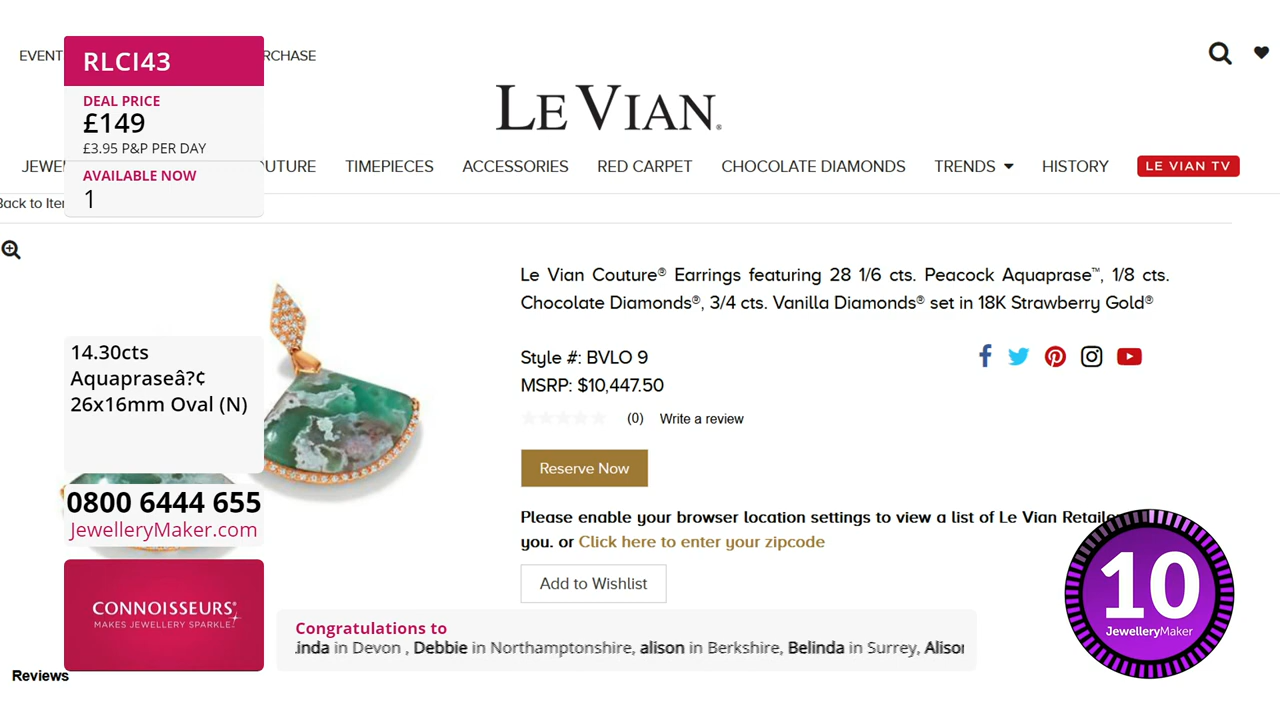 EVENT
RCHASE
RLCI43
DEAL PRICE
£149
£3.95 P&P PER DAY
AVAILABLE NOW
1
LE VIAN®
JEWE
OUTURE
TIMEPIECES
ACCESSORIES
RED CARPET
CHOCOLATE DIAMONDS
TRENDS
HISTORY
LE VIAN TV
Back to Iter
Le Vian Couture® Earrings featuring 28 1/6 cts. Peacock Aquaprase™, 1/8 cts.
Chocolate Diamonds®, 3/4 cts. Vanilla Diamonds® set in 18K Strawberry Gold®
Style #: BVLO 9
MSRP: $10,447.50
(0) Write a review
Reserve Now
Please enable your browser location settings to view a list of Le Vian Retaile
you. or Click here to enter your zipcode
Add to Wishlist
14.30cts
Aquapraseâ?¢
26x16mm Oval (N)
0800 6444 655
JewelleryMaker.com
CONNOISSEURS®
MAKES JEWELLERY SPARKLE
Congratulations to
inda in Devon , Debbie in Northamptonshire, alison in Berkshire, Belinda in Surrey, Alison
10
JewelleryMaker
Reviews